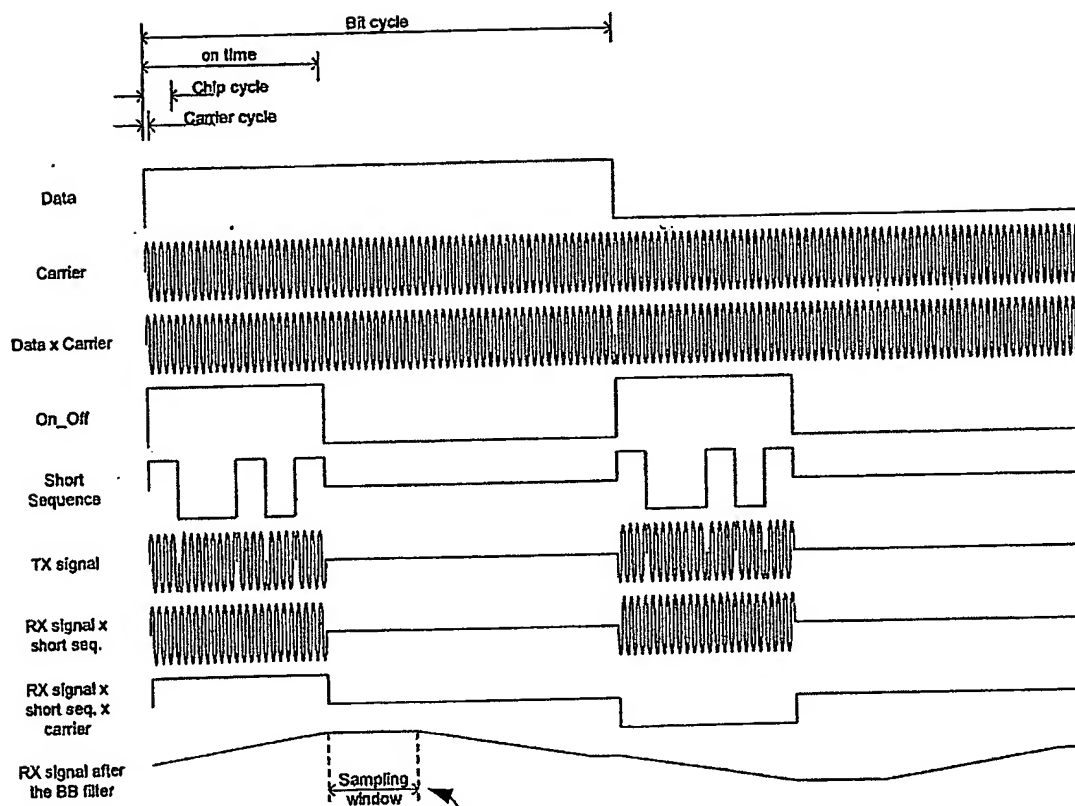 Bit cycle
on time
Chip cycle
Carrier cycle
Data
Carrier
Data x Carrier
On_Off
Short
Sequence
TX signal
RX signal x
short seq.
RX signal x
short seq. x
carrier
RX signal after
the BB filter
Sampling
window